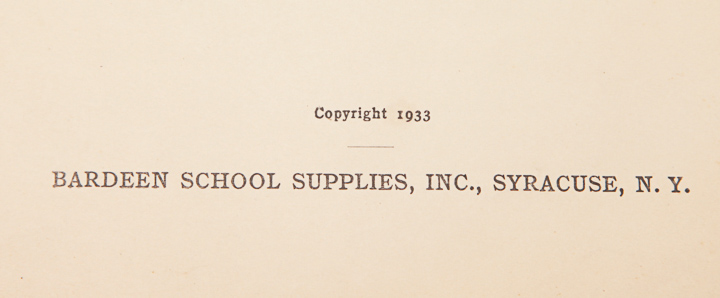 Copyright 1933
BARDEEN SCHOOL SUPPLIES, INC., SYRACUSE, N. Y.